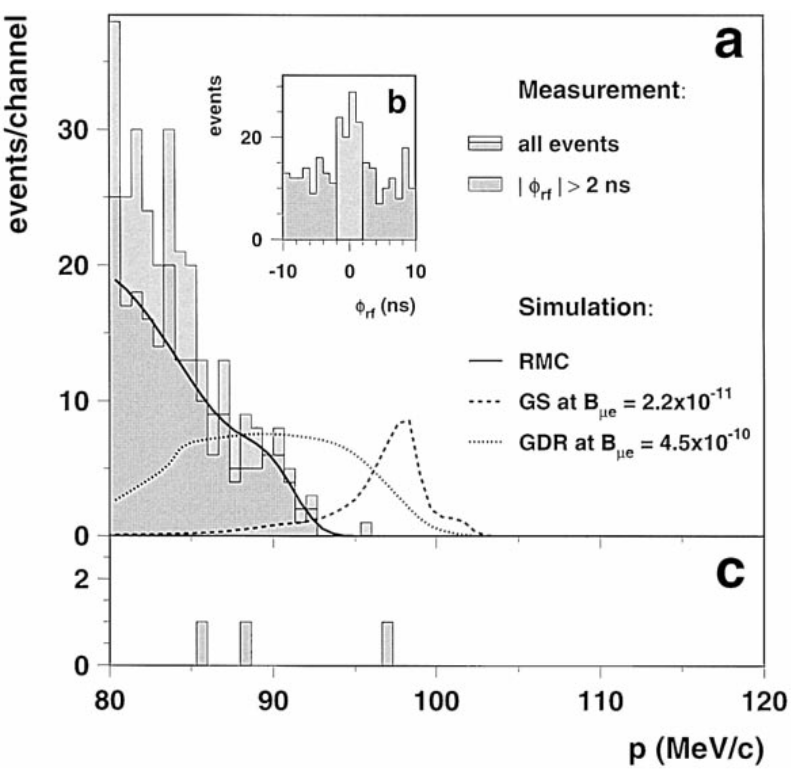 a
events/channel
30
20
10
0
b
events
20
0
-10
0
10
ϕrf (ns)
Measurement:
all events
| ϕrf | > 2 ns
Simulation:
RMC
GS at Bμe = 2.2x10⁻¹¹
GDR at Bμe = 4.5x10⁻¹⁰
c
2
0
80
90
100
110
120
p (MeV/c)